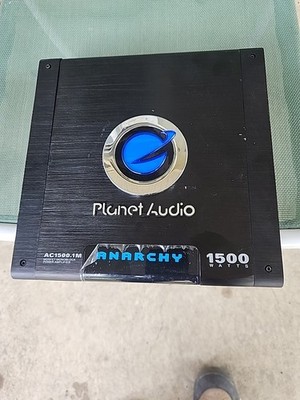 Planet Audio
AC1500.1M
ANARCHY
1500
WATTS